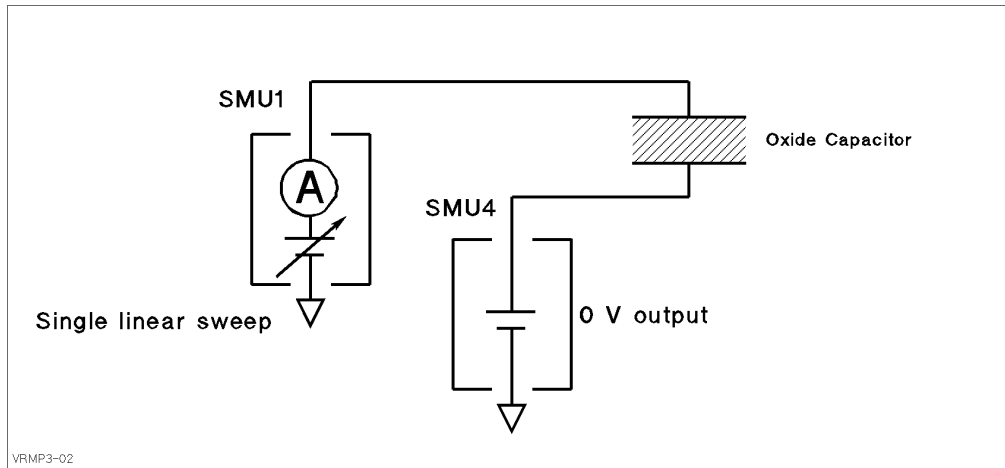 SMU1
Oxide Capacitor
A
SMU4
Single linear sweep
0 V output
VRMP3-02